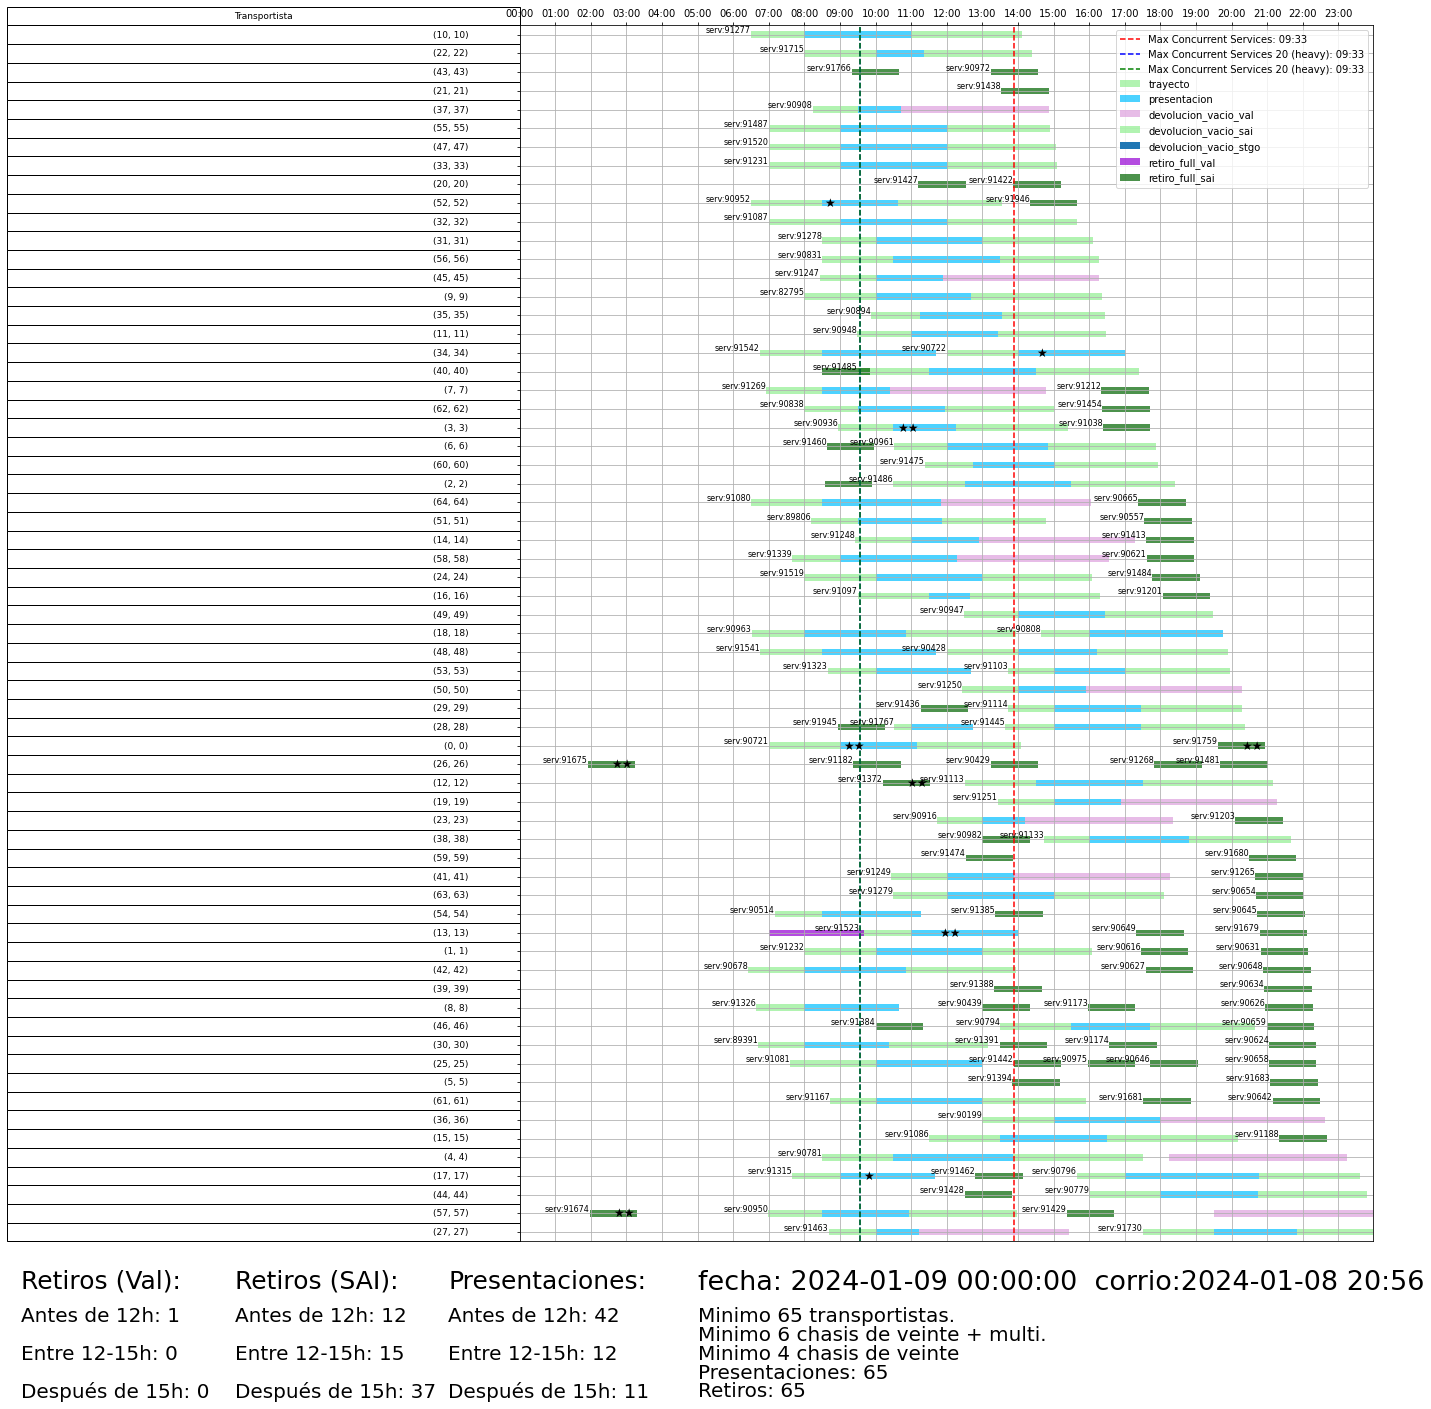 Transportista
00:00 01:00 02:00 03:00 04:00 05:00 06:00 07:00 08:00 09:00 10:00 11:00 12:00 13:00 14:00 15:00 16:00 17:00 18:00 19:00 20:00 21:00 22:00 23:00
Max Concurrent Services: 09:33
Max Concurrent Services 20 (heavy): 09:33
Max Concurrent Services 20 (heavy): 09:33
trayecto
presentacion
devolucion_vacio_val
devolucion_vacio_sai
devolucion_vacio_stgo
retiro_full_val
retiro_full_sai
(10, 10) serv:91277
(22, 22) serv:91715
(43, 43) serv:91766 serv:90972
(21, 21) serv:91438
(37, 37) serv:90908
(55, 55) serv:91487
(47, 47) serv:91520
(33, 33) serv:91231
(20, 20) serv:91427 serv:91422
(52, 52) serv:90952 serv:91946
(32, 32) serv:91087
(31, 31) serv:91278
(56, 56) serv:90831
(45, 45) serv:91247
(9, 9) serv:82795
(35, 35) serv:90894
(11, 11) serv:90948
(34, 34) serv:91542 serv:90722
(40, 40) serv:91485
(7, 7) serv:91269 serv:91212
(62, 62) serv:90838 serv:91454
(3, 3) serv:90936 serv:91038
(6, 6) serv:91460 serv:90961
(60, 60) serv:91475
(2, 2) serv:91486
(64, 64) serv:91080 serv:90665
(51, 51) serv:89806 serv:90557
(14, 14) serv:91248 serv:91413
(58, 58) serv:91339 serv:90621
(24, 24) serv:91519 serv:91484
(16, 16) serv:91097 serv:91201
(49, 49) serv:90947
(18, 18) serv:90963 serv:90808
(48, 48) serv:91541 serv:90428
(53, 53) serv:91323 serv:91103
(50, 50) serv:91250
(29, 29) serv:91436 serv:91114
(28, 28) serv:91945 serv:91767 serv:91445
(0, 0) serv:90721 serv:91759
(26, 26) serv:91675 serv:91182 serv:90429 serv:91268 serv:91481
(12, 12) serv:91372 serv:91113
(19, 19) serv:91251
(23, 23) serv:90916 serv:91203
(38, 38) serv:90982 serv:91133
(59, 59) serv:91474 serv:91680
(41, 41) serv:91249 serv:91265
(63, 63) serv:91279 serv:90654
(54, 54) serv:90514 serv:91385 serv:90645
(13, 13) serv:91523 serv:90649 serv:91679
(1, 1) serv:91232 serv:90616 serv:90631
(42, 42) serv:90678 serv:90627 serv:90648
(39, 39) serv:91388 serv:90634
(8, 8) serv:91326 serv:90439 serv:91173 serv:90626
(46, 46) serv:91384 serv:90794 serv:90659
(30, 30) serv:89391 serv:91391 serv:91174 serv:90624
(25, 25) serv:91081 serv:91442 serv:90975 serv:90646 serv:90658
(5, 5) serv:91394 serv:91683
(61, 61) serv:91167 serv:91681 serv:90642
(36, 36) serv:90199
(15, 15) serv:91086 serv:91188
(4, 4) serv:90781
(17, 17) serv:91315 serv:91462 serv:90796
(44, 44) serv:91428 serv:90779
(57, 57) serv:91674 serv:90950 serv:91429
(27, 27) serv:91463 serv:91730
Retiros (Val):
Antes de 12h: 1
Entre 12-15h: 0
Después de 15h: 0
Retiros (SAI):
Antes de 12h: 12
Entre 12-15h: 15
Después de 15h: 37
Presentaciones:
Antes de 12h: 42
Entre 12-15h: 12
Después de 15h: 11
fecha: 2024-01-09 00:00:00 corrio:2024-01-08 20:56
Minimo 65 transportistas.
Minimo 6 chasis de veinte + multi.
Minimo 4 chasis de veinte
Presentaciones: 65
Retiros: 65